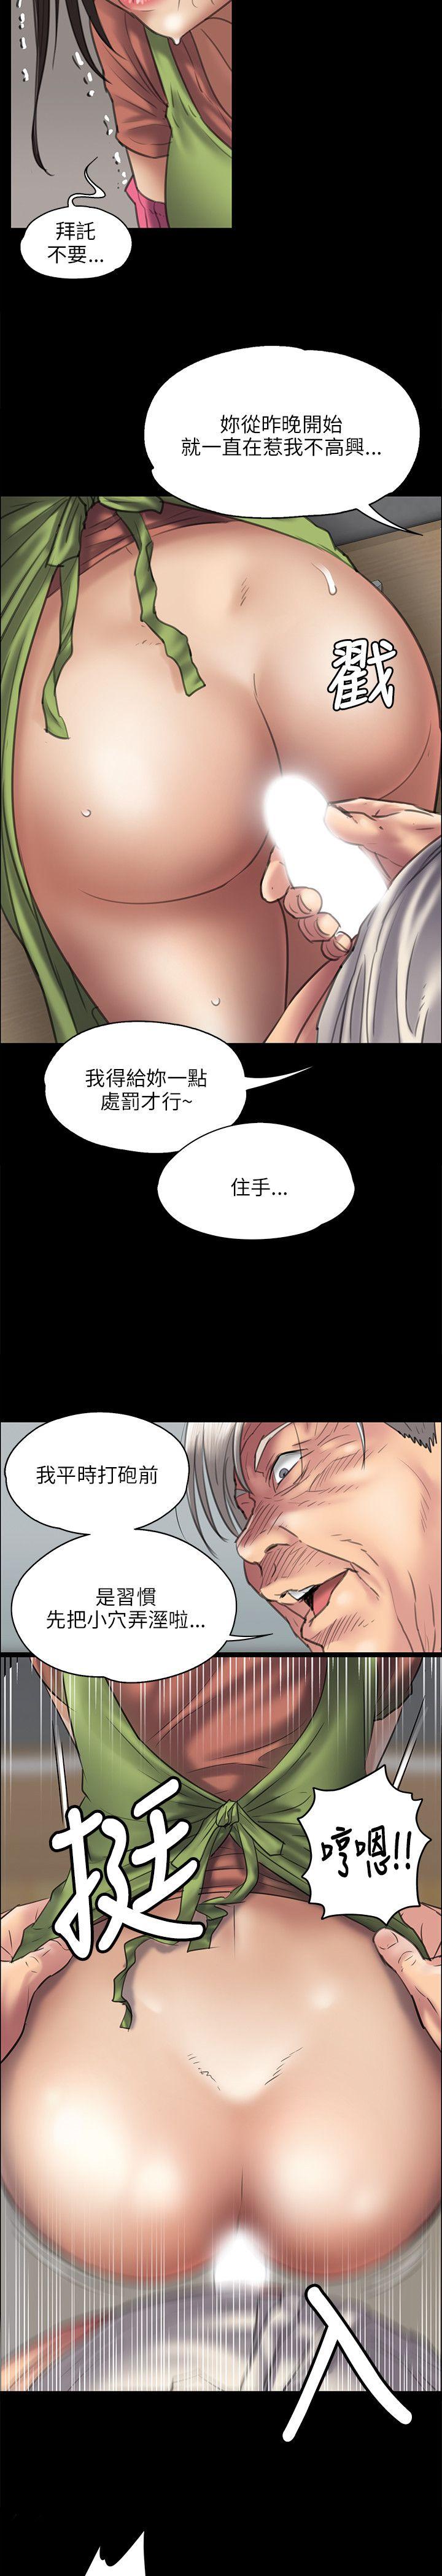 拜託
不要...
妳從昨晚開始
就一直在惹我不高興...
戳
我得給妳一點
處罰才行~
住手...
我平時打砲前
是習慣
先把小穴弄溼啦...
挺
哼嗯!!
入